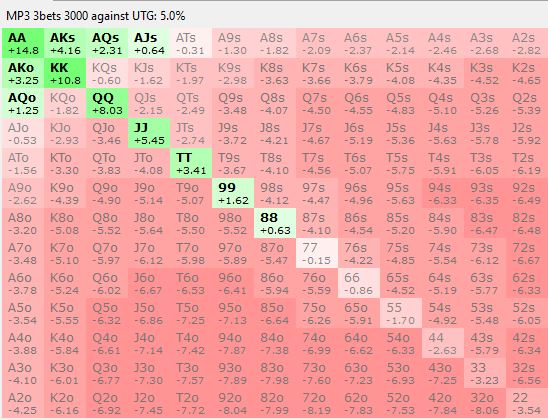 MP3 3bets 3000 against UTG: 5.0%
AA AKs AQs AJs ATs A9s A8s A7s A6s A5s A4s A3s A2s
+14.8 +4.16 +2.31 +0.64 -0.31 -1.30 -1.82 -2.09 -2.37 -2.14 -2.46 -2.68 -2.82
AKo KK KQs KJs KTs K9s K8s K7s K6s K5s K4s K3s K2s
+3.25 +10.8 -0.60 -1.62 -1.97 -2.98 -3.63 -3.66 -3.79 -4.08 -4.35 -4.52 -4.65
AQo KQo QQ QJs QTs Q9s Q8s Q7s Q6s Q5s Q4s Q3s Q2s
+1.25 -1.82 +8.03 -2.15 -2.49 -3.48 -4.07 -4.50 -4.55 -4.83 -5.10 -5.26 -5.39
AJo KJo QJo JJ JTs J9s J8s J7s J6s J5s J4s J3s J2s
-0.53 -2.93 -3.46 +5.45 -2.74 -3.72 -4.21 -4.67 -5.19 -5.36 -5.63 -5.78 -5.92
ATo KTo QTo JTo TT T9s T8s T7s T6s T5s T4s T3s T2s
-1.56 -3.30 -3.83 -4.08 +3.41 -3.67 -4.10 -4.56 -5.07 -5.75 -5.91 -6.05 -6.19
A9o K9o Q9o J9o T9o 99 98s 97s 96s 95s 94s 93s 92s
-2.62 -4.39 -4.90 -5.14 -5.07 +1.62 -4.12 -4.47 -4.96 -5.63 -6.33 -6.35 -6.49
A8o K8o Q8o J8o T8o 98o 88 87s 86s 85s 84s 83s 82s
-3.20 -5.08 -5.52 -5.64 -5.50 -5.52 +0.63 -4.10 -4.54 -5.20 -5.90 -6.47 -6.48
A7o K7o Q7o J7o T7o 97o 87o 77 76s 75s 74s 73s 72s
-3.48 -5.10 -5.97 -6.12 -5.98 -5.89 -5.47 -0.15 -4.22 -4.85 -5.54 -6.12 -6.67
A6o K6o Q6o J6o T6o 96o 86o 76o 66 65s 64s 63s 62s
-3.78 -5.24 -6.02 -6.67 -6.53 -6.41 -5.94 -5.59 -0.86 -4.52 -5.19 -5.77 -6.33
A5o K5o Q5o J5o T5o 95o 85o 75o 65o 55 54s 53s 52s
-3.54 -5.55 -6.32 -6.86 -7.25 -7.13 -6.64 -6.26 -5.91 -1.70 -4.92 -5.48 -6.05
A4o K4o Q4o J4o T4o 94o 84o 74o 64o 54o 44 43s 42s
-3.88 -5.84 -6.61 -7.14 -7.42 -7.87 -7.38 -6.99 -6.62 -6.33 -2.63 -5.79 -6.34
A3o K3o Q3o J3o T3o 93o 83o 73o 63o 53o 43o 33 32s
-4.10 -6.01 -6.77 -7.30 -7.57 -7.89 -7.98 -7.60 -7.23 -6.93 -7.25 -3.23 -6.56
A2o K2o Q2o J2o T2o 92o 82o 72o 62o 52o 42o 32o 22
-4.25 -6.16 -6.92 -7.45 -7.72 -8.04 -7.99 -8.19 -7.83 -7.53 -7.84 -8.06 -3.54